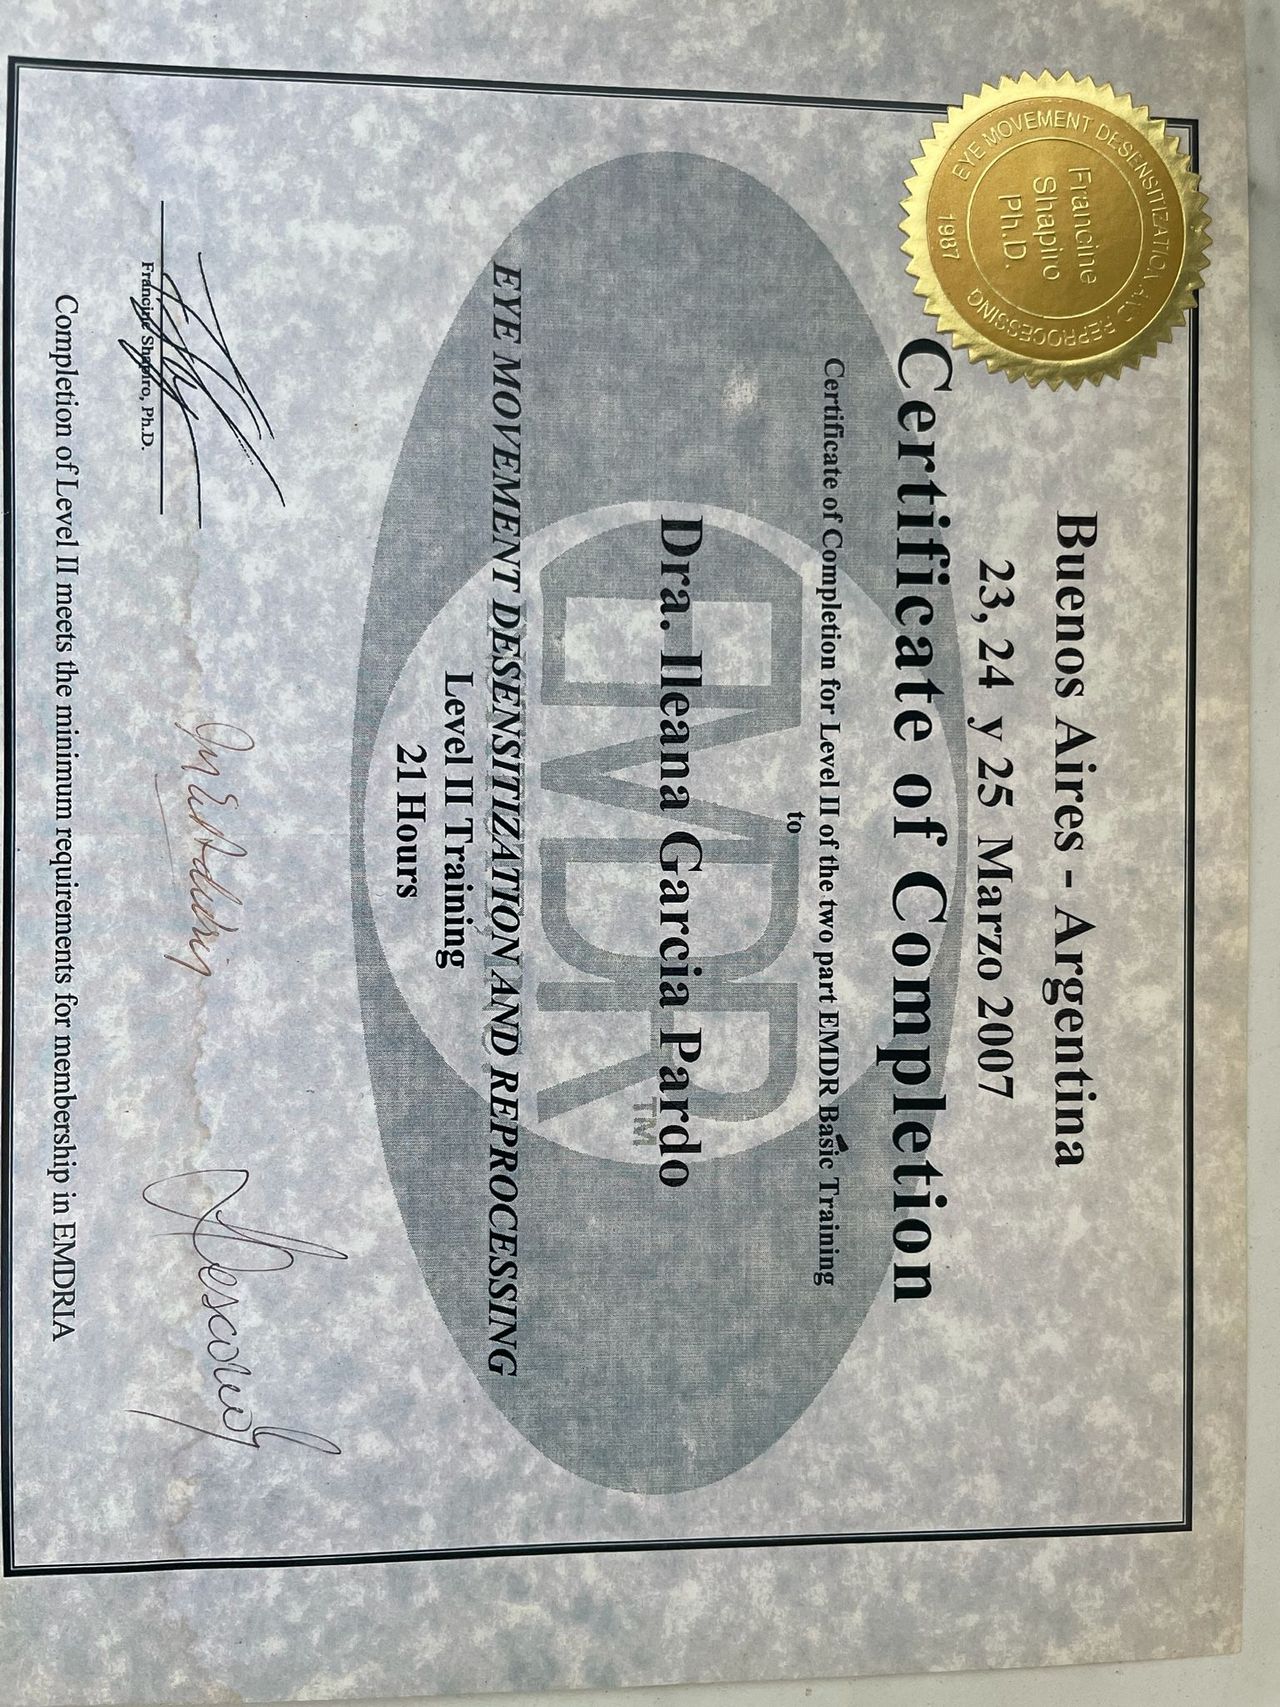 EYE MOVEMENT DESENSITIZATION AND REPROCESSING
Francine
Shapiro
Ph.D.
1987
Buenos Aires - Argentina
23, 24 y 25 Marzo 2007
Certificate of Completion
Certificate of Completion for Level II of the two part EMDR Basic Training
to
EMDR
TM
Dra. Ileana Garcia Pardo
EYE MOVEMENT DESENSITIZATION AND REPROCESSING
Level II Training
21 Hours
Francine Shapiro, Ph.D.
Completion of Level II meets the minimum requirements for membership in EMDRIA